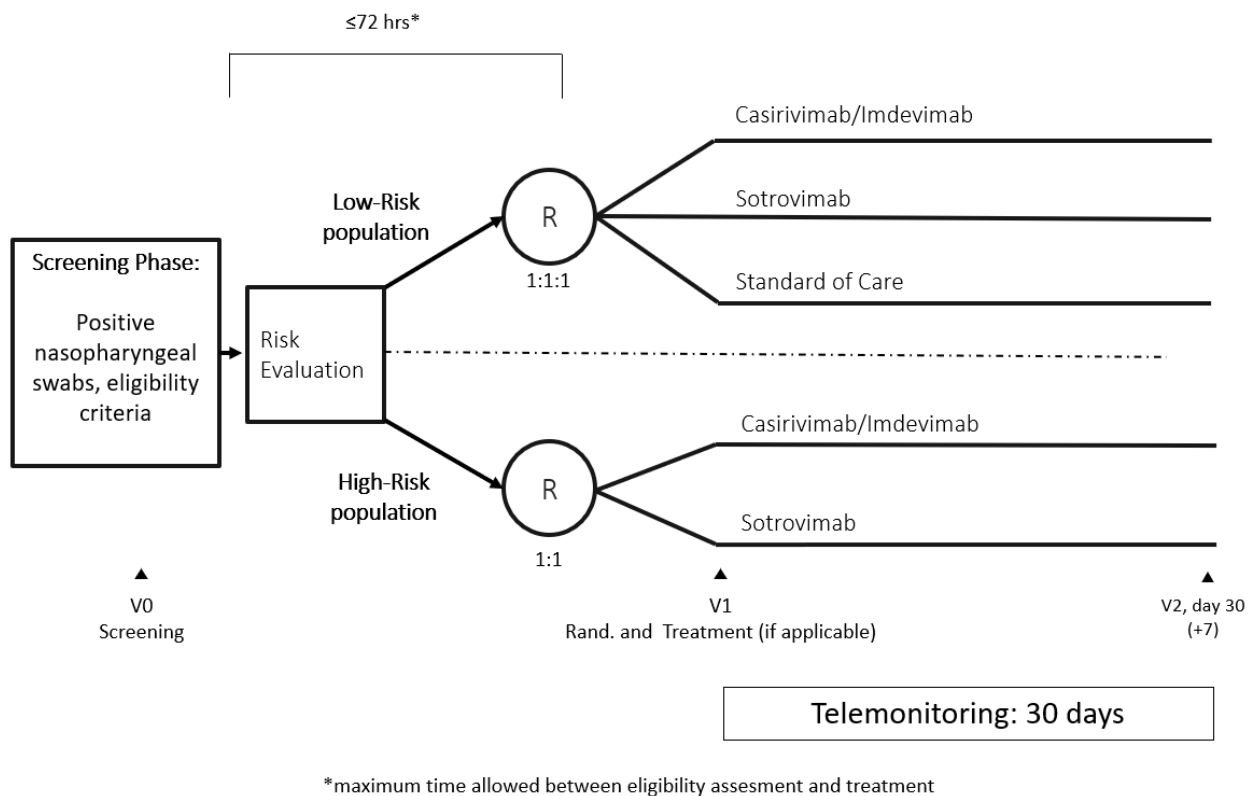 ≤72 hrs*
Casirivimab/Imdevimab
Low-Risk
population
R
1:1:1
Sotrovimab
Standard of Care
Screening Phase:
Positive
nasopharyngeal
swabs, eligibility
criteria
Risk
Evaluation
High-Risk
population
R
1:1
Casirivimab/Imdevimab
Sotrovimab
V0
Screening
V1
Rand. and Treatment (if applicable)
V2, day 30
(+7)
Telemonitoring: 30 days
*maximum time allowed between eligibility assesment and treatment